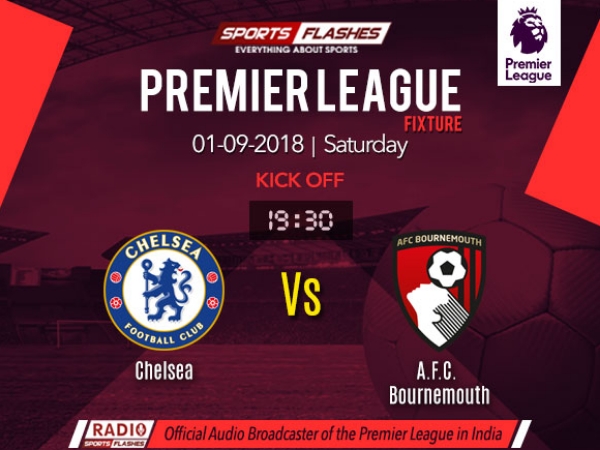 SPORTS FLASHES
EVERYTHING ABOUT SPORTS
Premier
League
PREMIER LEAGUE
FIXTURE
01-09-2018 | Saturday
KICK OFF
19:30
CHELSEA
FOOTBALL CLUB
AFC BOURNEMOUTH
Vs
Chelsea
A.F.C.
Bournemouth
RADIO
SPORTS FLASHES
Official Audio Broadcaster of the Premier League in India